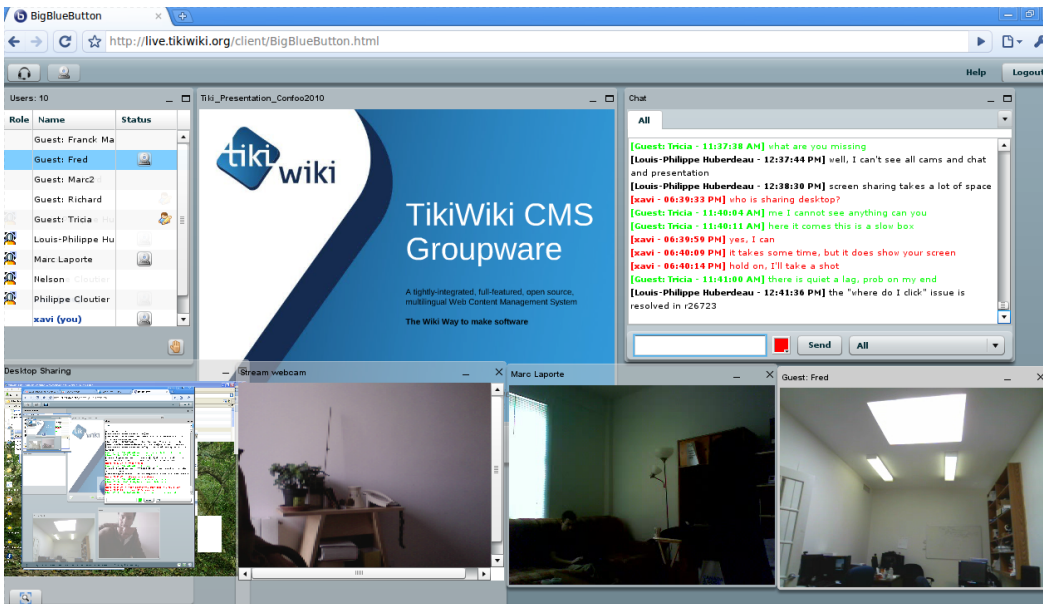 BigBlueButton
http://live.tikiwiki.org/client/BigBlueButton.html
Help Logout
Users: 10
Role Name Status
Guest: Franck Ma
Guest: Fred
Guest: Marc2
Guest: Richard
Guest: Tricia
Louis-Philippe Hu
Marc Laporte
Nelson Cloutier
Philippe Cloutier
xavi (you)
Tiki_Presentation_Confoo2010
tiki
wiki
TikiWiki CMS
Groupware
A tightly-integrated, full-featured, open source,
multilingual Web Content Management System
The Wiki Way to make software
Chat
All
[Guest: Tricia - 11:37:30 AM] what are you missing
[Louis-Philippe Huberdeau - 12:37:44 PM] well, I can't see all cams and chat
and presentation
[Louis-Philippe Huberdeau - 12:38:30 PM] screen sharing takes a lot of space
[xavi - 06:39:33 PM] who is sharing desktop?
[Guest: Tricia - 11:40:04 AM] me I cannot see anything can you
[Guest: Tricia - 11:40:11 AM] here it comes this is a slow box
[xavi - 06:39:59 PM] yes, I can
[xavi - 06:40:09 PM] it takes some time, but it does show your screen
[xavi - 06:40:14 PM] hold on, I'll take a shot
[Guest: Tricia - 11:41:00 AM] there is quiet a lag, prob on my end
[Louis-Philippe Huberdeau - 12:41:36 PM] the "where do I click" issue is
resolved in r26723
Send All
Desktop Sharing
Stream webcam
Marc Laporte
Guest: Fred
wiki